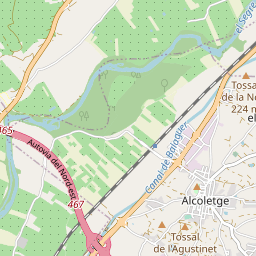 el Segre
Tossal
de la No
224 m
el
465
Autovia del Nord-est
Canal de Balaguer
467
Alcoletge
Tossal
de l'Agustinet